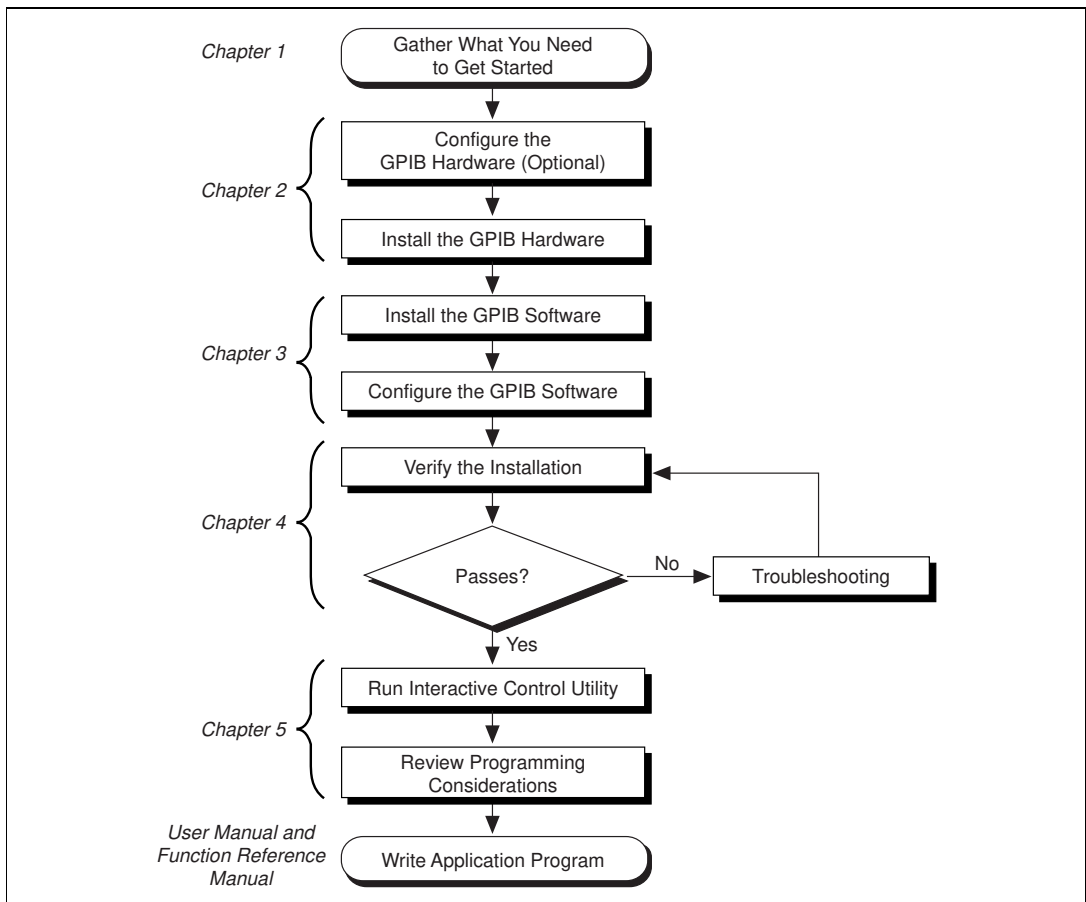 Chapter 1
Gather What You Need
to Get Started
Chapter 2
Configure the
GPIB Hardware (Optional)
Install the GPIB Hardware
Chapter 3
Install the GPIB Software
Configure the GPIB Software
Chapter 4
Verify the Installation
Passes?
No
Troubleshooting
Yes
Chapter 5
Run Interactive Control Utility
Review Programming
Considerations
User Manual and
Function Reference
Manual
Write Application Program